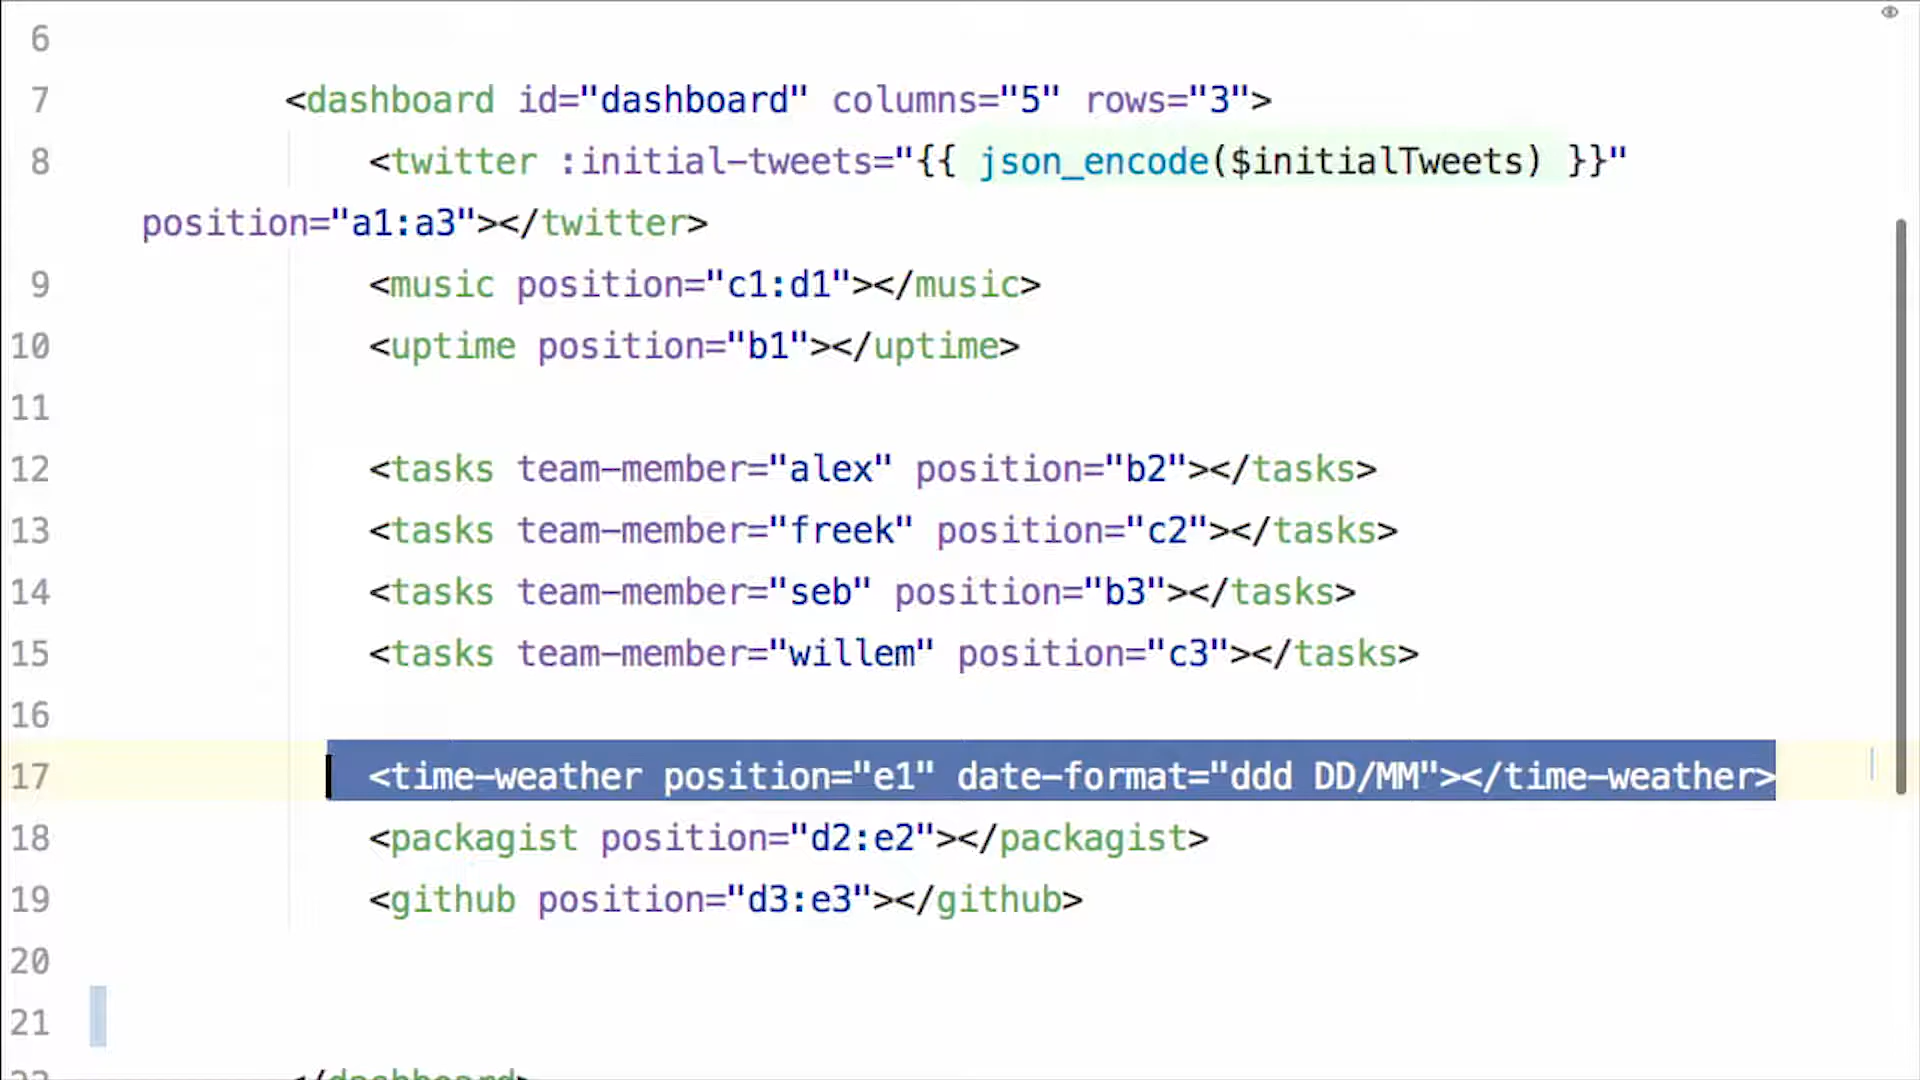 6
7 <dashboard id="dashboard" columns="5" rows="3">
8 <twitter :initial-tweets="{{ json_encode($initialTweets) }}"
position="a1:a3"></twitter>
9 <music position="c1:d1"></music>
10 <uptime position="b1"></uptime>
11
12 <tasks team-member="alex" position="b2"></tasks>
13 <tasks team-member="freek" position="c2"></tasks>
14 <tasks team-member="seb" position="b3"></tasks>
15 <tasks team-member="willem" position="c3"></tasks>
16
17 <time-weather position="e1" date-format="ddd DD/MM"></time-weather>
18 <packagist position="d2:e2"></packagist>
19 <github position="d3:e3"></github>
20
21
</dashboard>